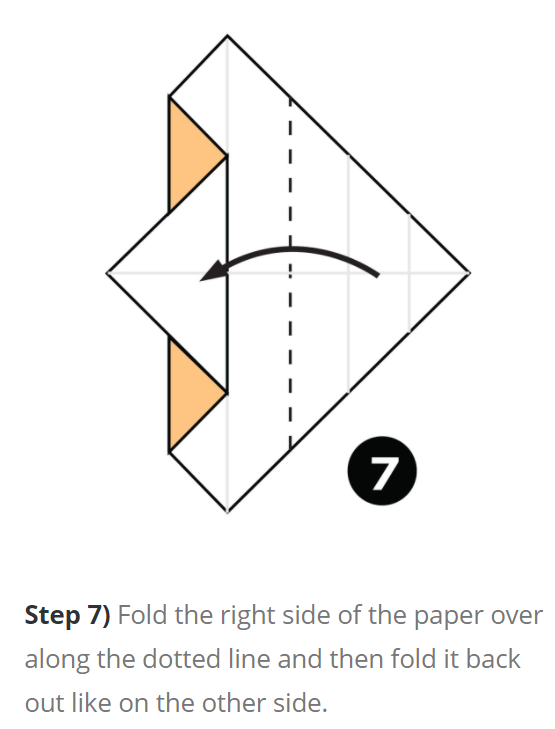 7
Step 7) Fold the right side of the paper over
along the dotted line and then fold it back
out like on the other side.